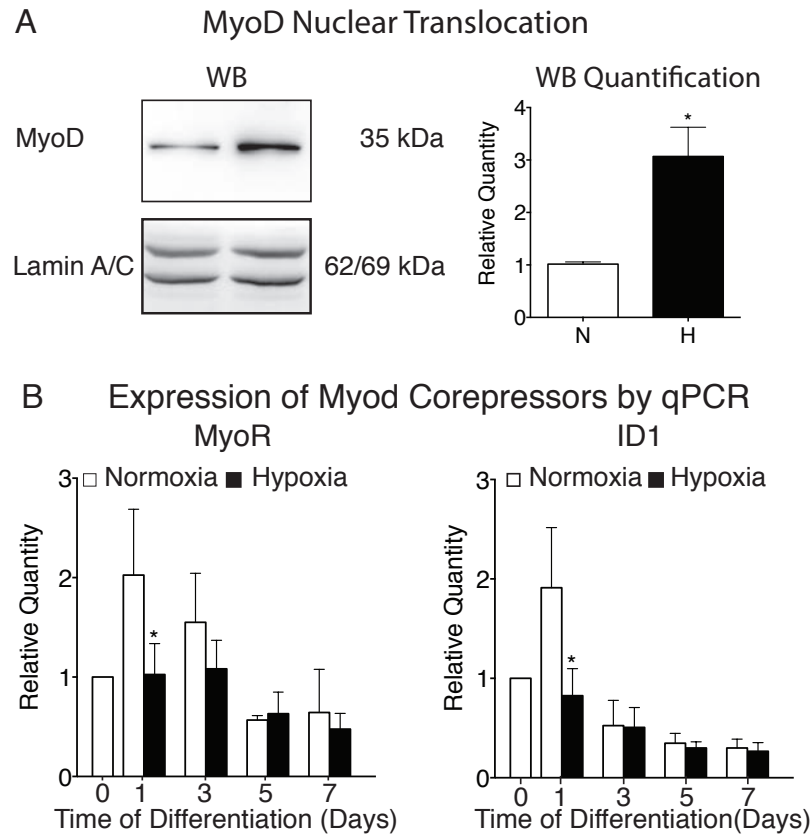 A MyoD Nuclear Translocation
WB
MyoD
35 kDa
Lamin A/C
62/69 kDa
WB Quantification
Relative Quantity
4
3
2
1
0
*
N H
B Expression of Myod Corepressors by qPCR
MyoR
Normoxia Hypoxia
Relative Quantity
3
2
1
0
*
0 1 3 5 7
Time of Differentiation (Days)
ID1
Normoxia Hypoxia
Relative Quantity
3
2
1
0
*
0 1 3 5 7
Time of Differentiation(Days)